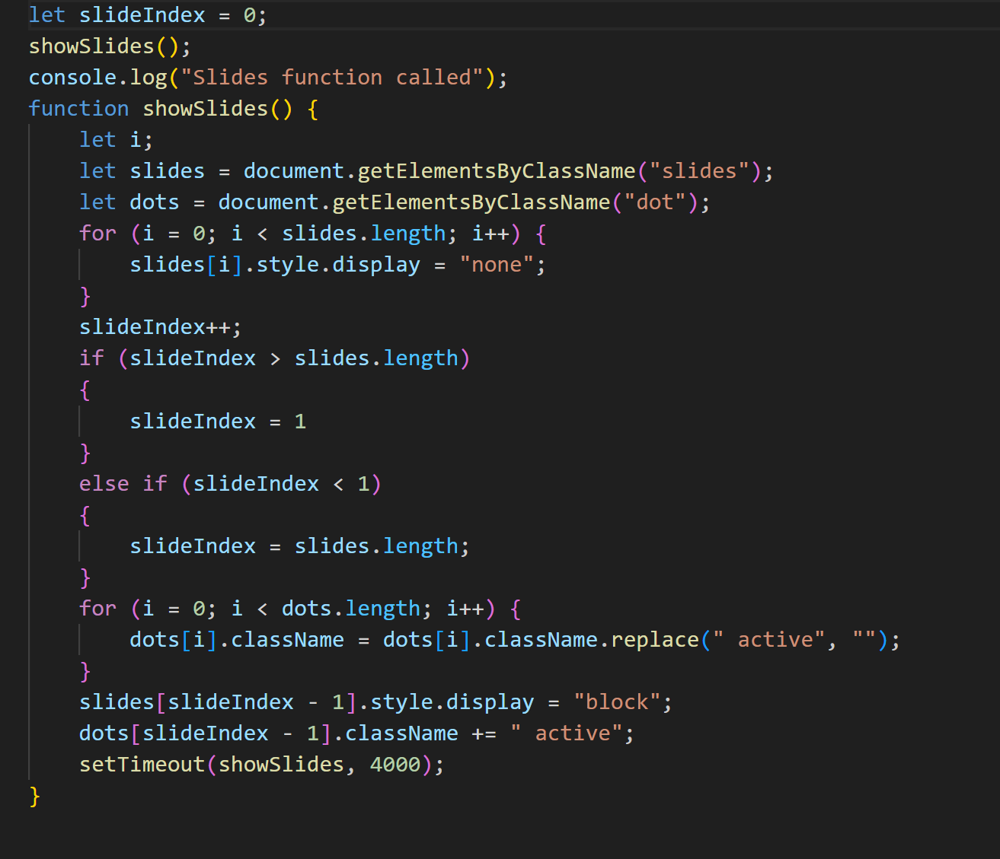 let slideIndex = 0;
showSlides();
console.log("Slides function called");
function showSlides() {
    let i;
    let slides = document.getElementsByClassName("slides");
    let dots = document.getElementsByClassName("dot");
    for (i = 0; i < slides.length; i++) {
        slides[i].style.display = "none";
    }
    slideIndex++;
    if (slideIndex > slides.length)
    {
        slideIndex = 1
    }
    else if (slideIndex < 1)
    {
        slideIndex = slides.length;
    }
    for (i = 0; i < dots.length; i++) {
        dots[i].className = dots[i].className.replace(" active", "");
    }
    slides[slideIndex - 1].style.display = "block";
    dots[slideIndex - 1].className += " active";
    setTimeout(showSlides, 4000);
}